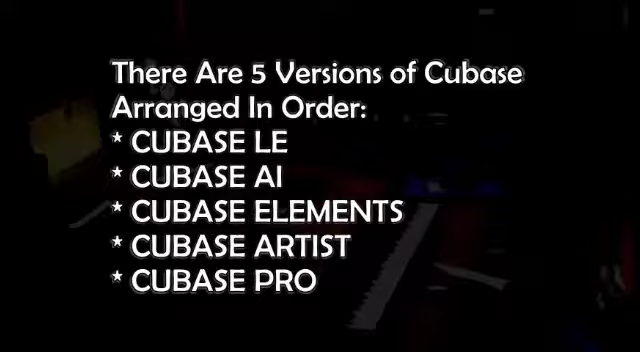 There Are 5 Versions of Cubase
Arranged In Order:
* CUBASE LE
* CUBASE AI
* CUBASE ELEMENTS
* CUBASE ARTIST
* CUBASE PRO